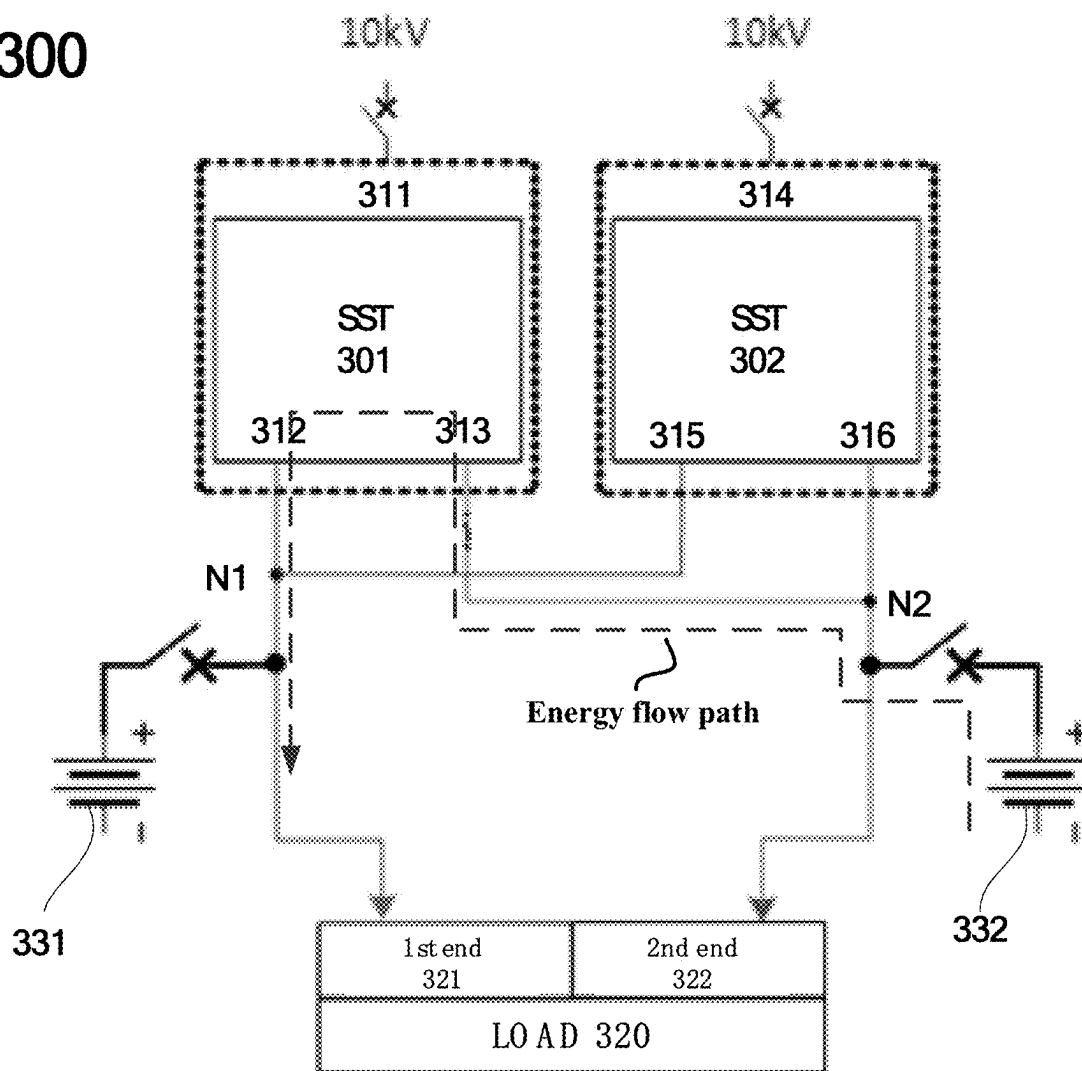 300
10kV
10kV
311
314
SST
301
SST
302
312
313
315
316
N1
N2
Energy flow path
+
+
-
-
331
332
1st end
321
2nd end
322
LOAD 320